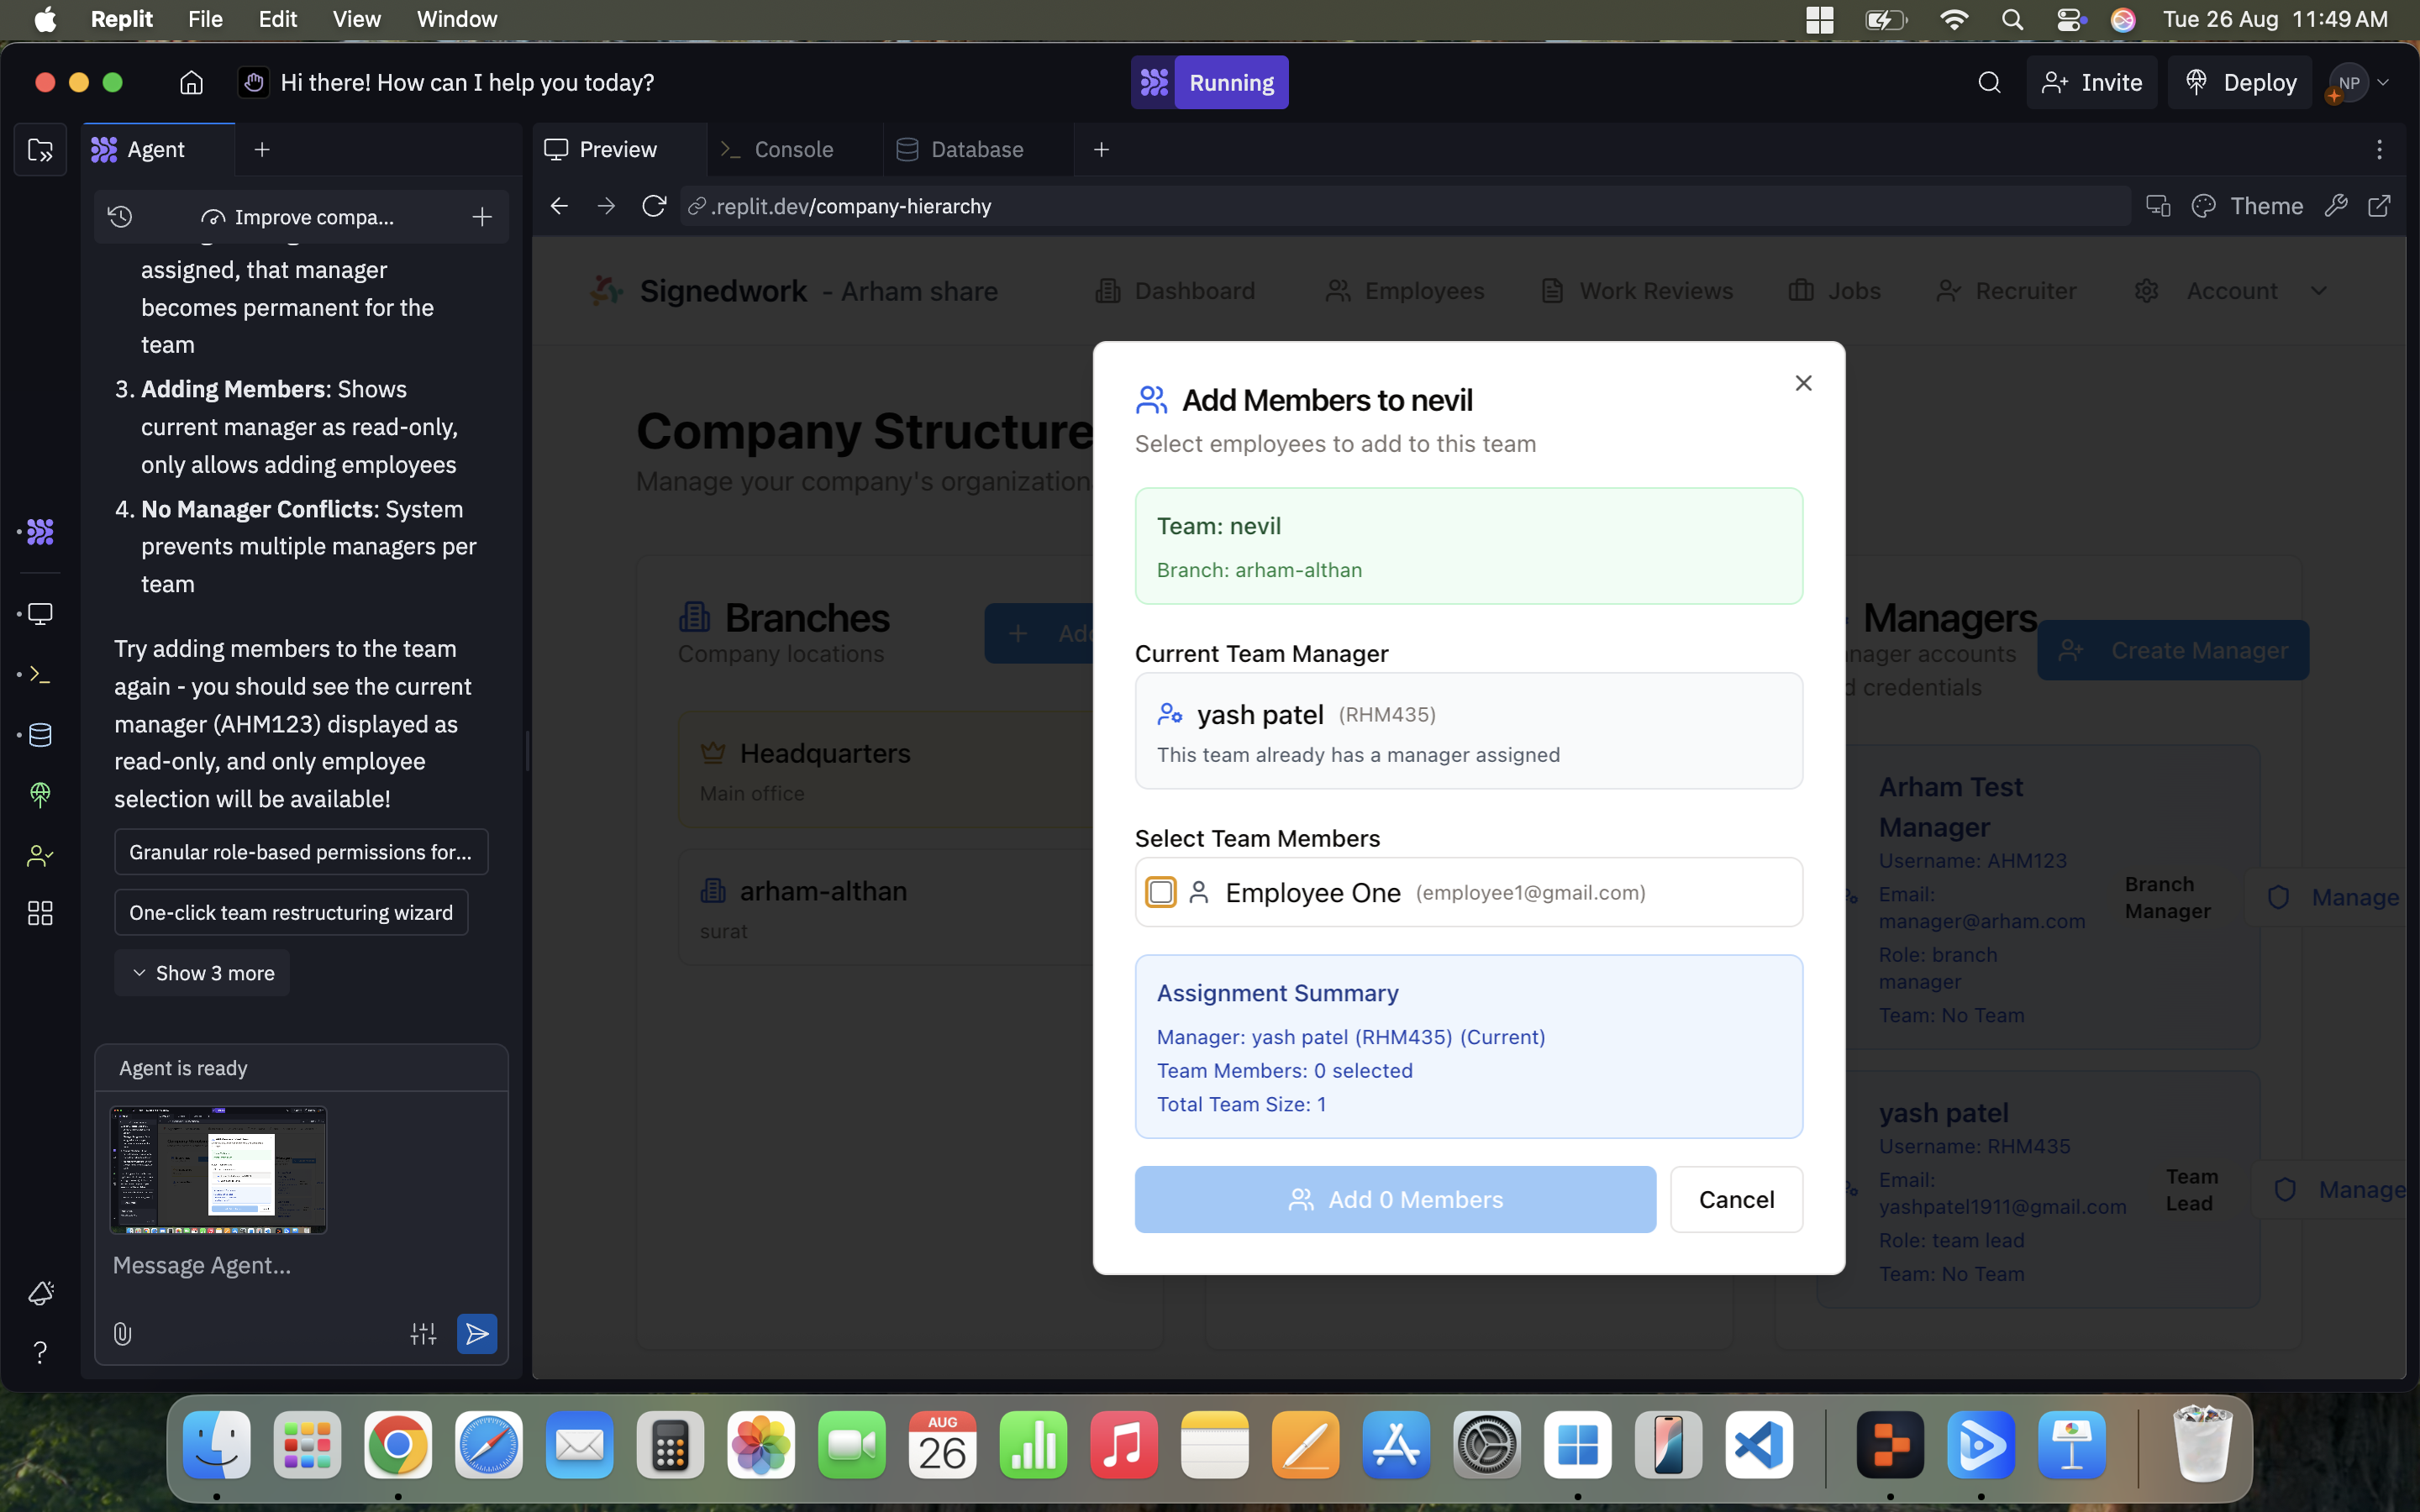 Replit File Edit View Window Tue 26 Aug 11:49 AM
Hi there! How can I help you today?
Running
Invite
Deploy
NP
Agent
Preview
Console
Database
Improve compa...
.replit.dev/company-hierarchy
Theme
assigned, that manager
becomes permanent for the
team
3. Adding Members: Shows
current manager as read-only,
only allows adding employees
4. No Manager Conflicts: System
prevents multiple managers per
team
Try adding members to the team
again - you should see the current
manager (AHM123) displayed as
read-only, and only employee
selection will be available!
Granular role-based permissions for...
One-click team restructuring wizard
Show 3 more
Agent is ready
Message Agent...
Signedwork - Arham share
Dashboard
Employees
Work Reviews
Jobs
Recruiter
Account
Company Structure
Manage your company's organization
Branches
Company locations
Headquarters
Main office
arham-althan
surat
Add Members to nevil
Select employees to add to this team
Team: nevil
Branch: arham-althan
Current Team Manager
yash patel (RHM435)
This team already has a manager assigned
Select Team Members
Employee One (employee1@gmail.com)
Assignment Summary
Manager: yash patel (RHM435) (Current)
Team Members: 0 selected
Total Team Size: 1
Add 0 Members
Cancel
Managers
accounts
credentials
Create Manager
Arham Test
Manager
Username: AHM123
Email:
manager@arham.com
Role: branch
manager
Team: No Team
Branch
Manager
Manage
yash patel
Username: RHM435
Email:
yashpatel1911@gmail.com
Role: team lead
Team: No Team
Team
Lead
Manage
AUG
26